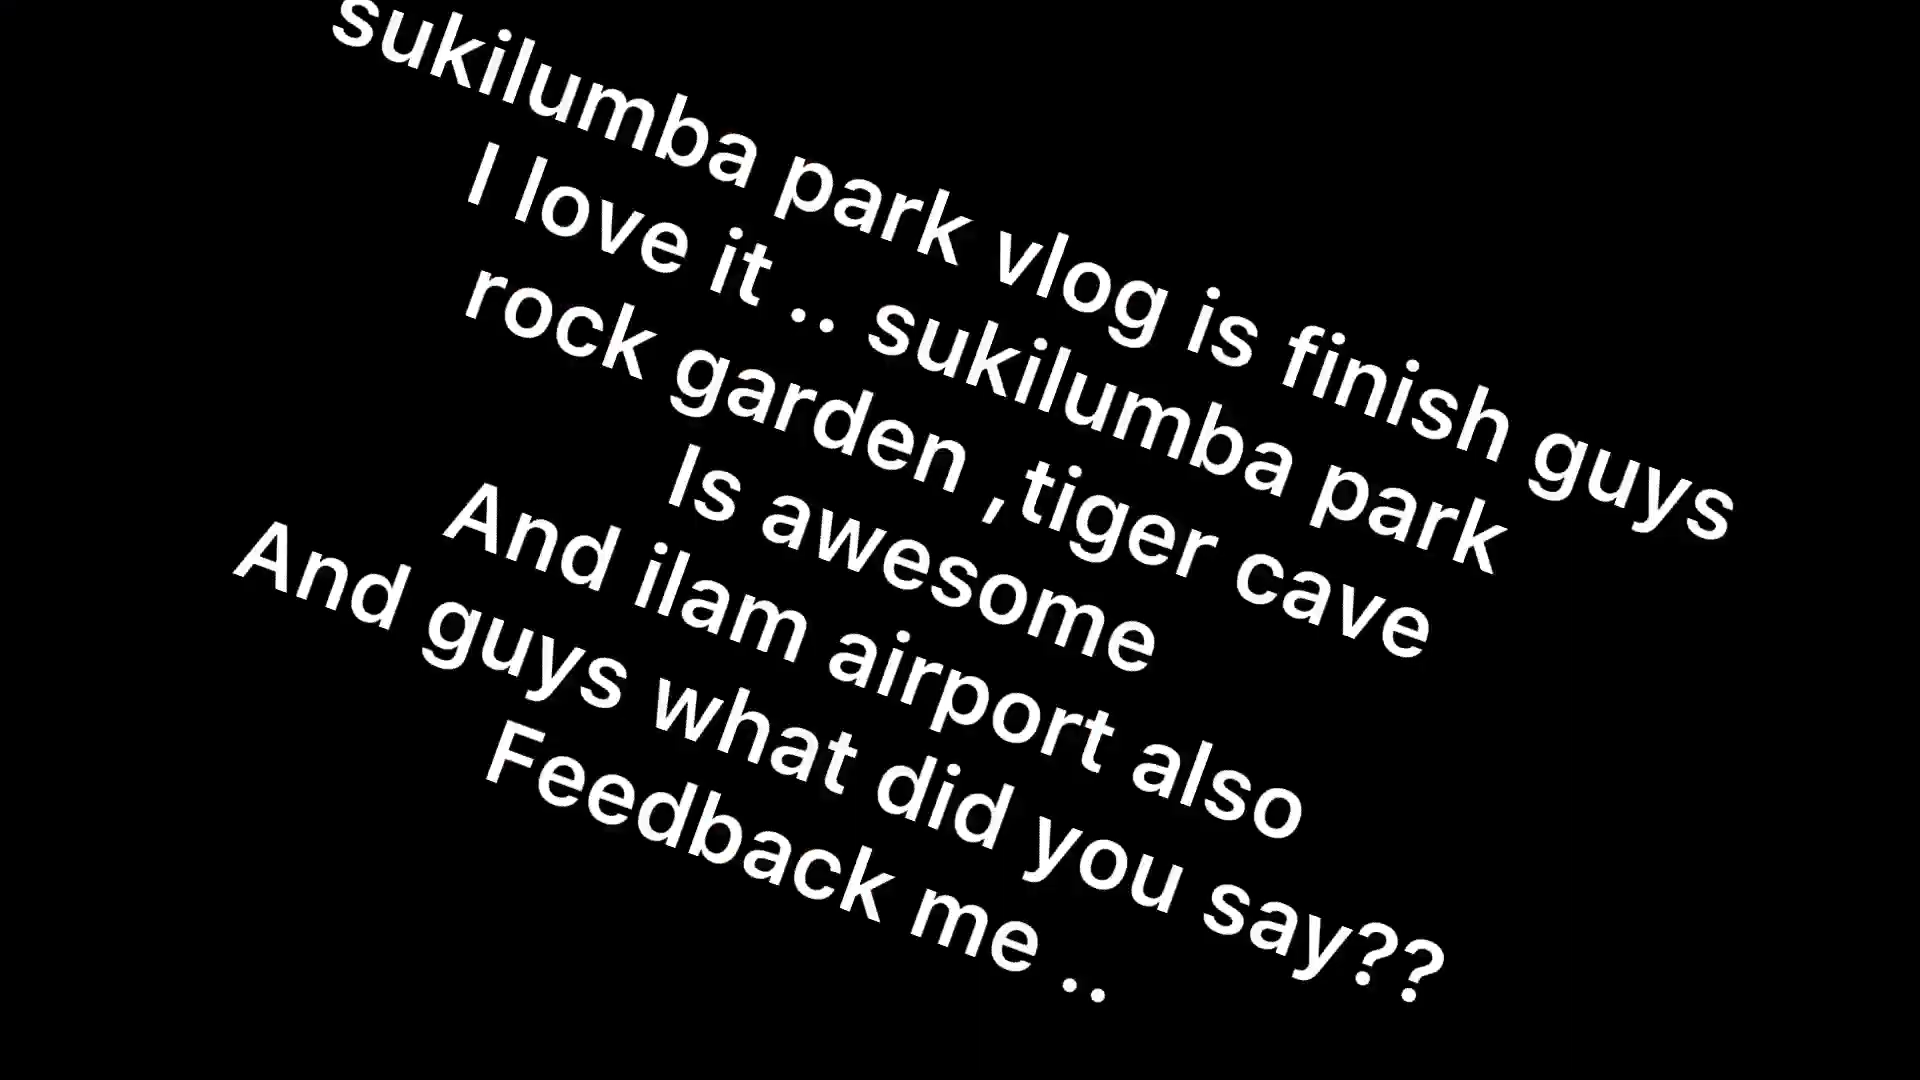 sukilumba park vlog is finish guys
I love it .. sukilumba park
rock garden ,tiger cave
Is awesome
And ilam airport also
And guys what did you say??
Feedback me ..